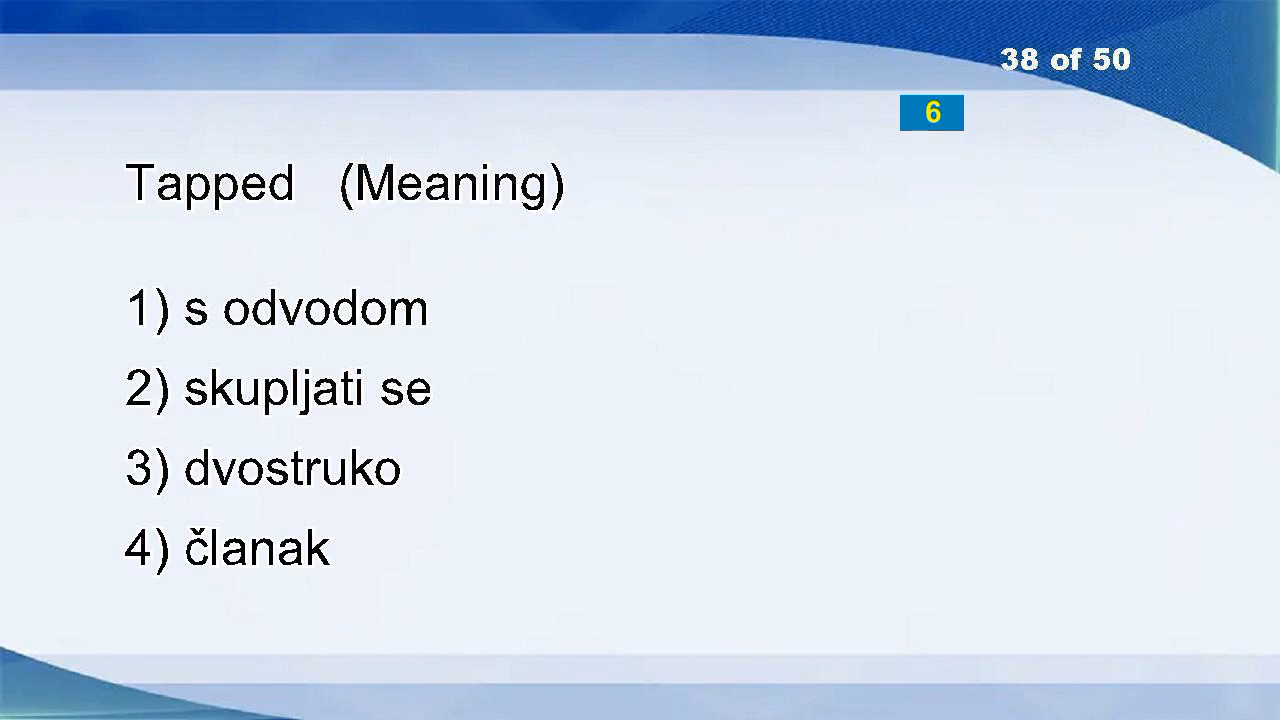 38 of 50
6
Tapped (Meaning)
1) s odvodom
2) skupljati se
3) dvostruko
4) članak